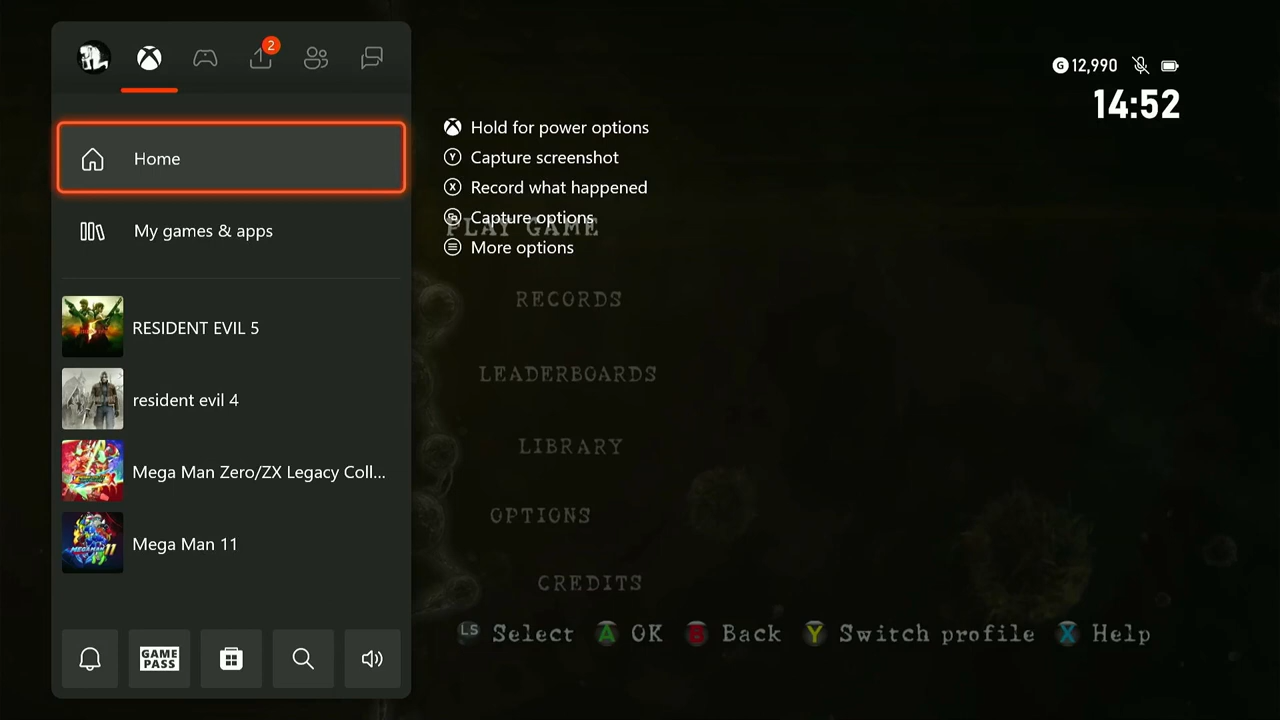 2
G 12,990
14:52
Home
My games & apps
RESIDENT EVIL 5
resident evil 4
Mega Man Zero/ZX Legacy Coll...
Mega Man 11
GAME
PASS
Hold for power options
Y Capture screenshot
X Record what happened
Capture options
More options
PLAY GAME
RECORDS
LEADERBOARDS
LIBRARY
OPTIONS
CREDITS
LS Select A OK B Back Y Switch profile X Help